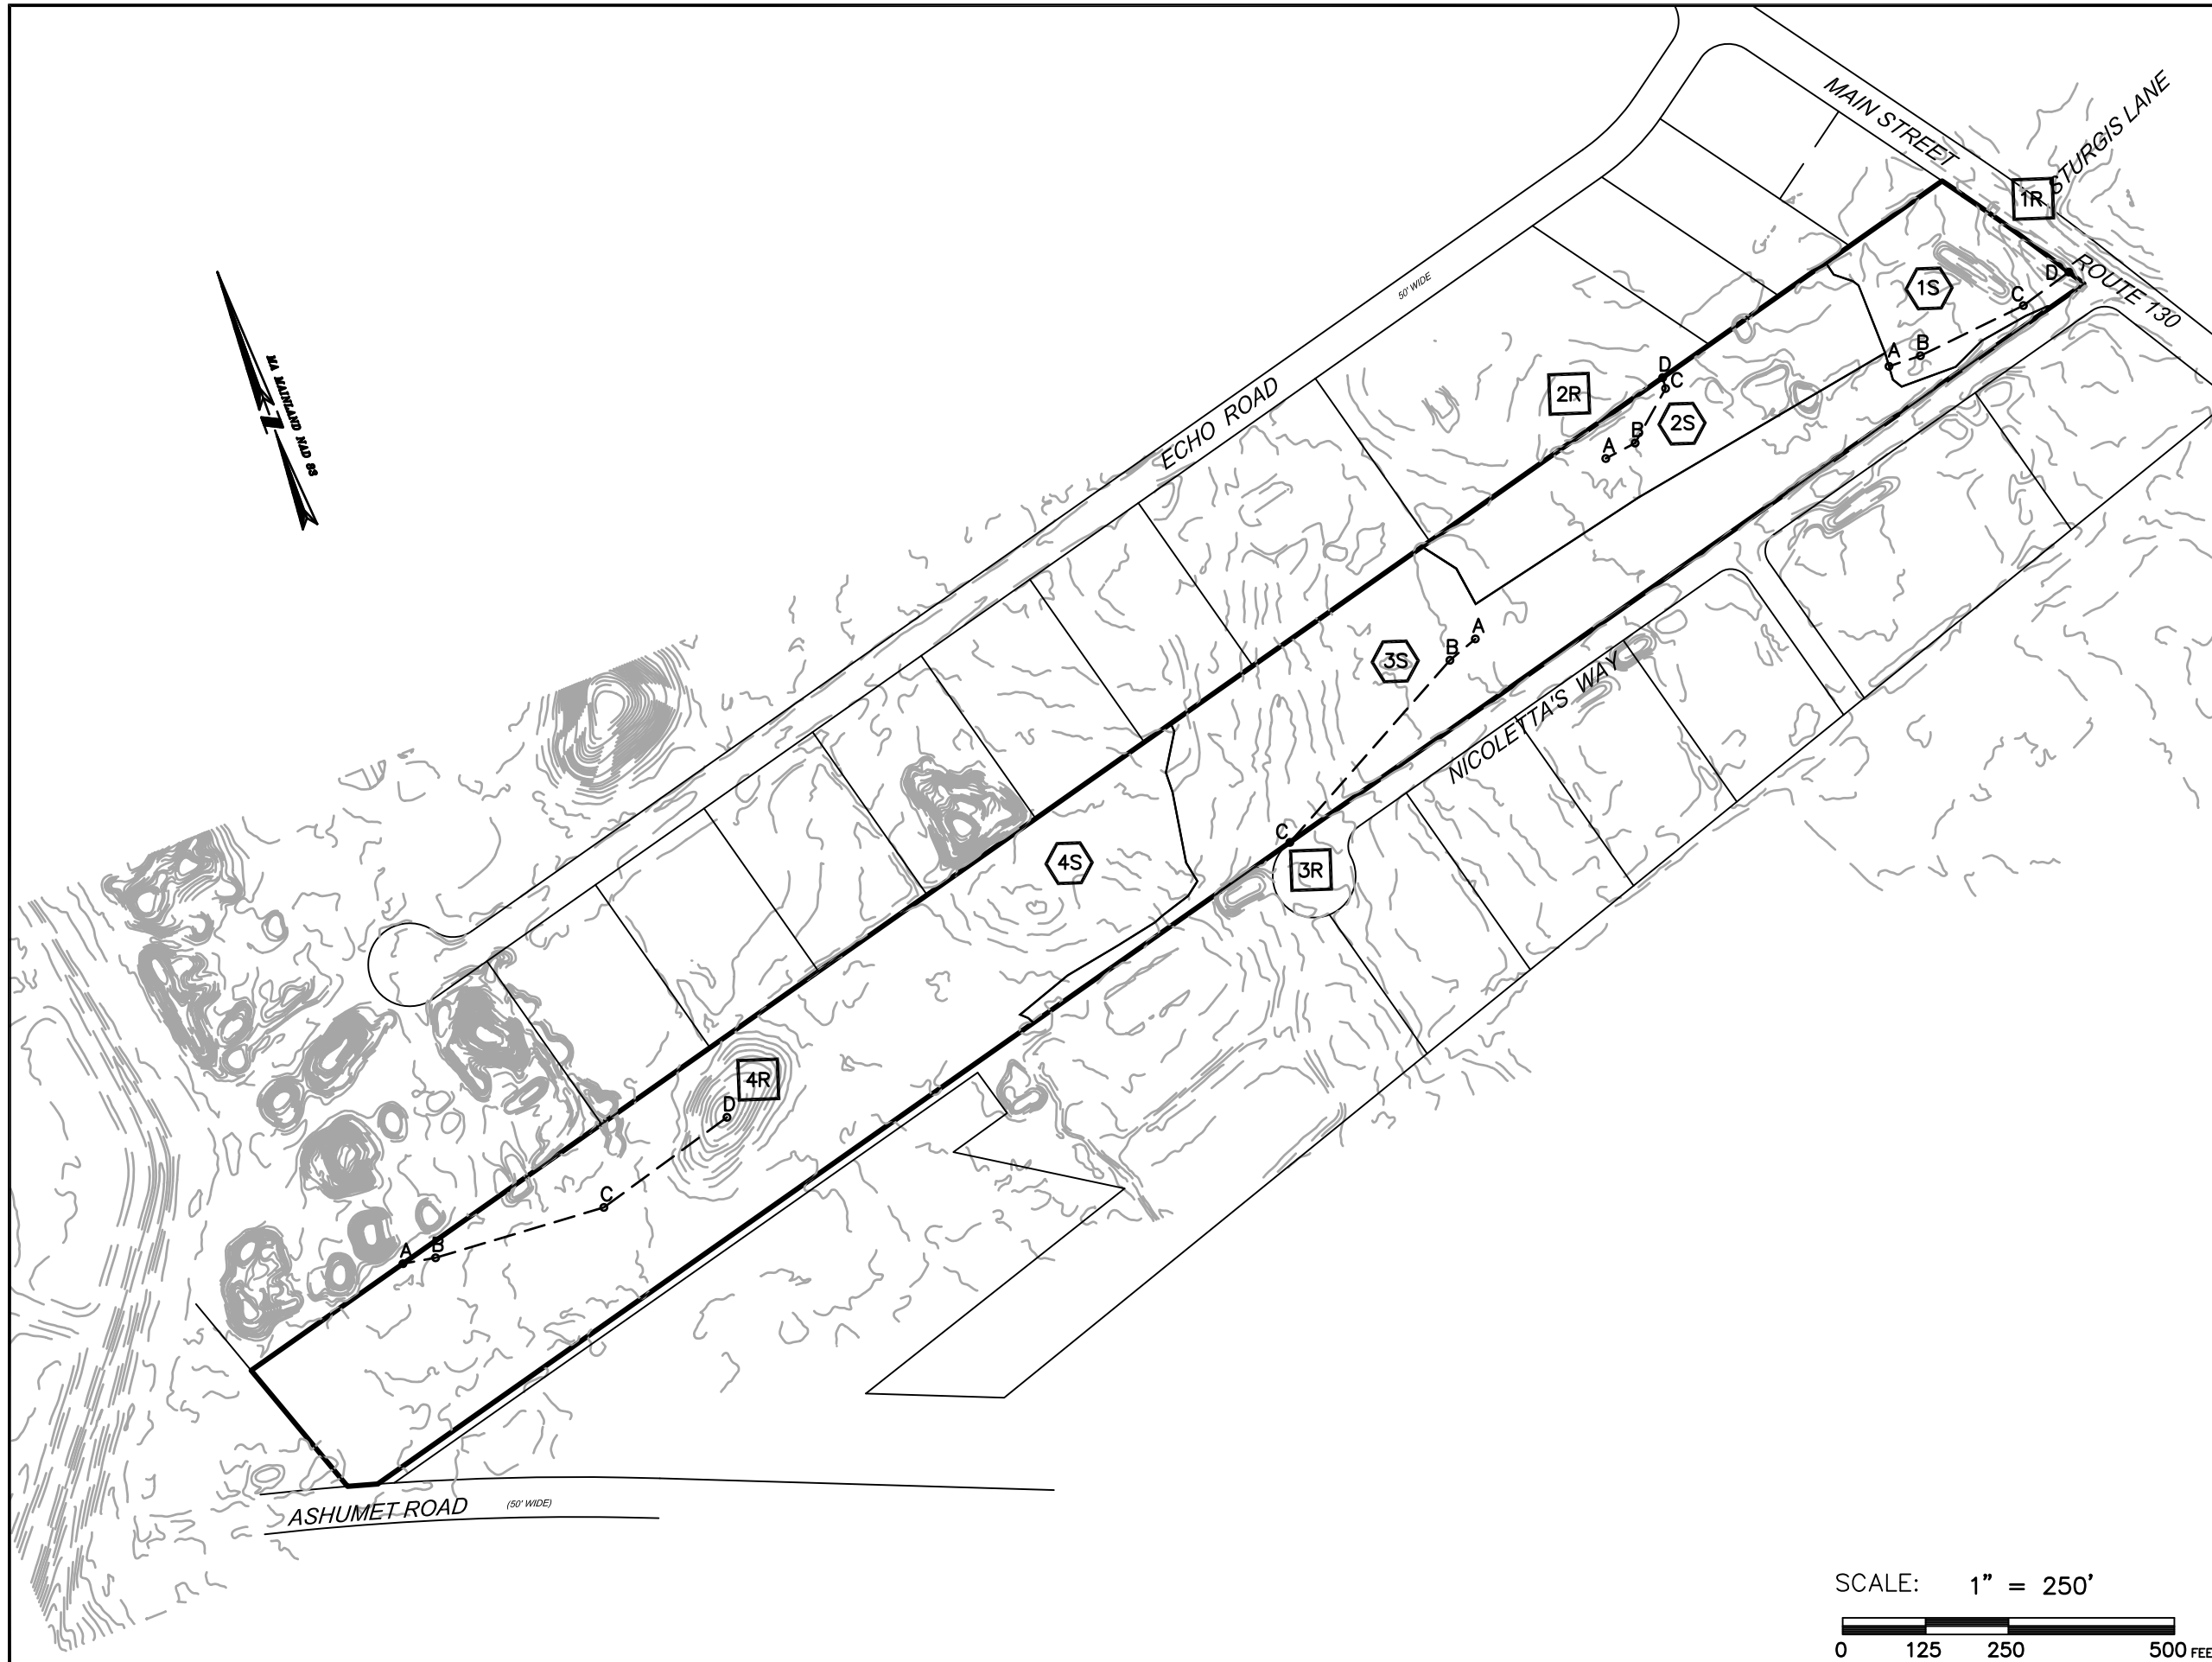 MAIN STREET
STURGIS LANE
1R
ROUTE 130
D
1S
C
50' WIDE
A
B
D
C
2R
2S
B
A
MA MAINLAND NAD 83
N
ECHO ROAD
A
B
3S
NICOLETTA'S WAY
C
3R
4S
4R
D
C
A
B
ASHUMET ROAD (50' WIDE)
SCALE: 1" = 250'
0 125 250 500